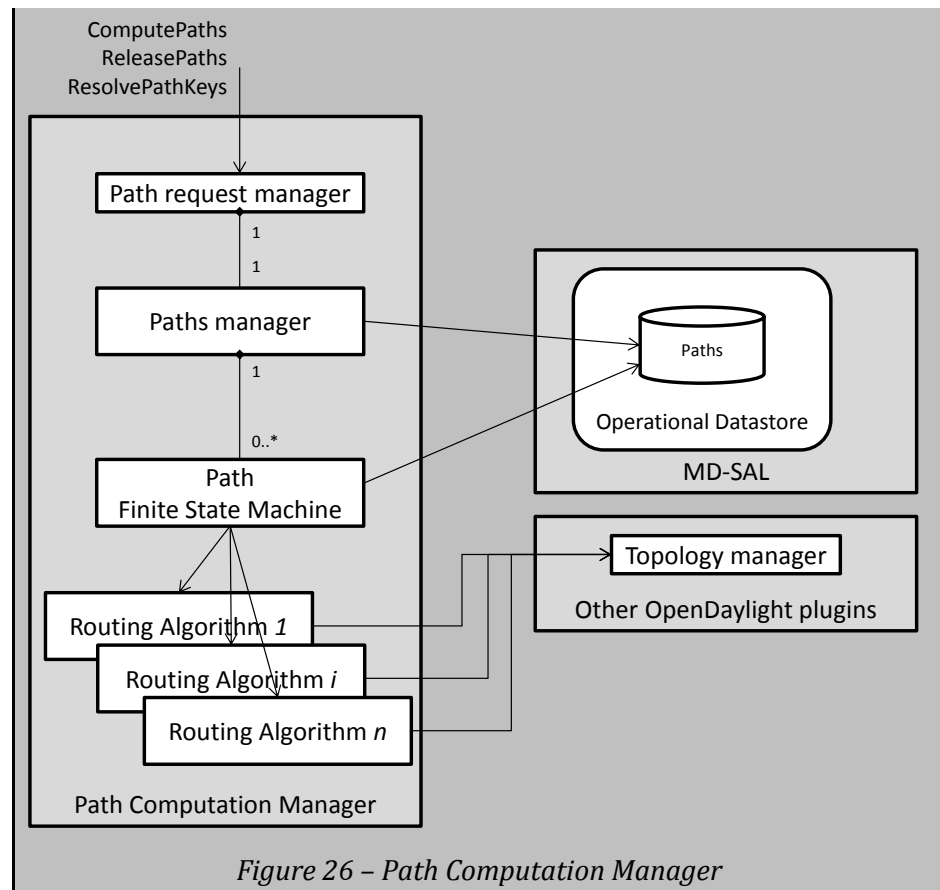 ComputePaths
ReleasePaths
ResolvePathKeys
Path request manager
1
1
Paths manager
1
0..*
Path
Finite State Machine
Routing Algorithm 1
Routing Algorithm i
Routing Algorithm n
Path Computation Manager
Paths
Operational Datastore
MD-SAL
Topology manager
Other OpenDaylight plugins
Figure 26 – Path Computation Manager